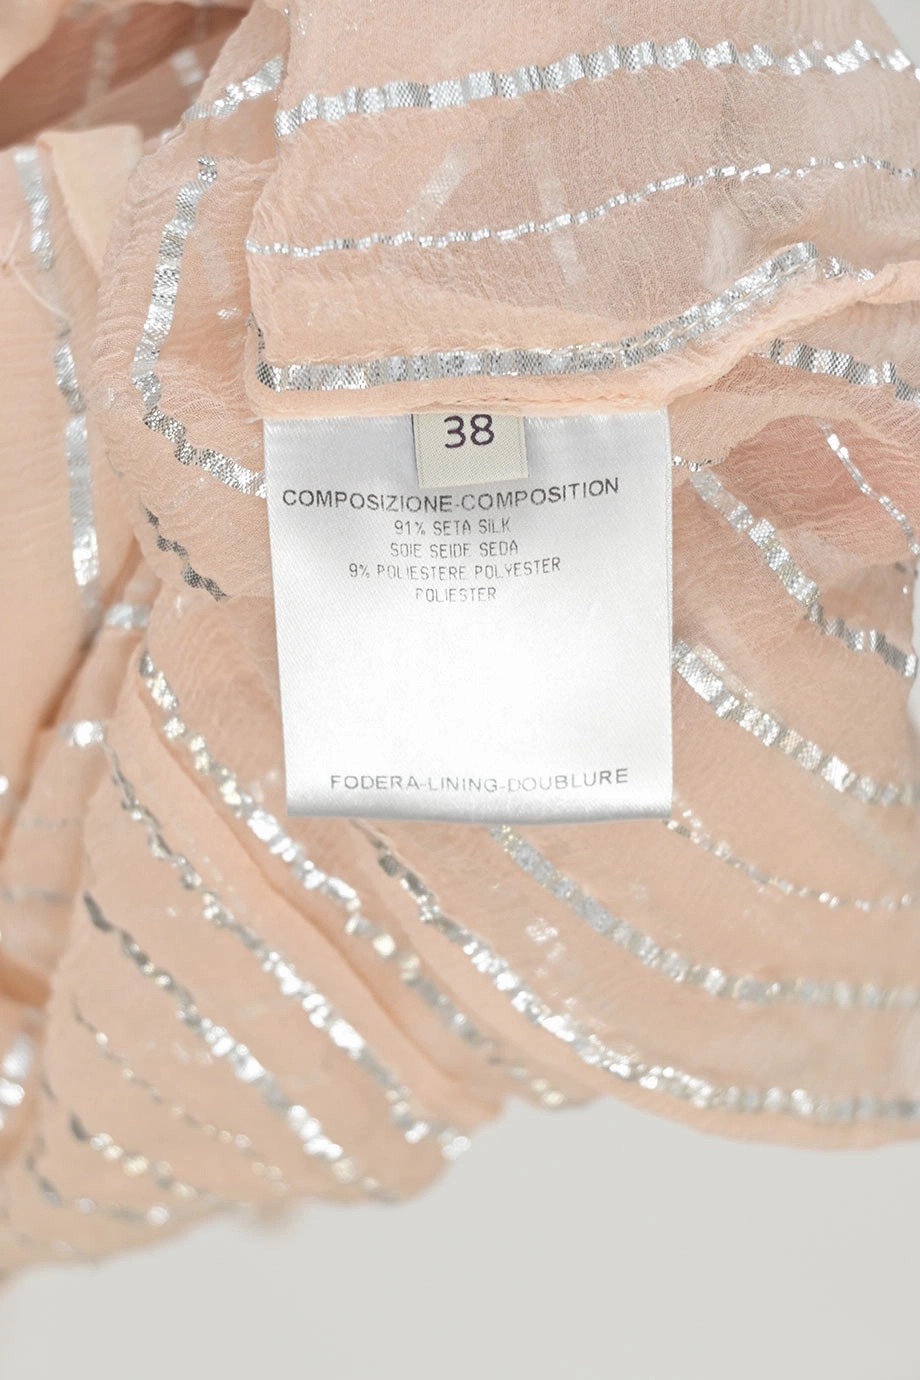 38
COMPOSIZIONE-COMPOSITION
91% SETA SILK
SOIE SEIDE SEDA
9% POLIESTERE POLYESTER
POLIESTER
FODERA-LINING-DOUBLURE